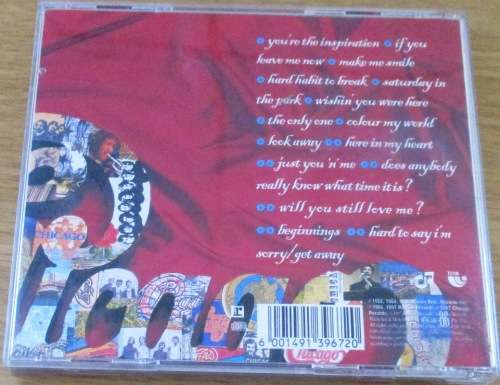 you're the inspiration if you
leave me now make me smile
hard habit to break saturday in
the park wishin' you were here
the only one colour my world
look away here in my heart
just you 'n' me does anybody
really know what time it is?
will you still love me?
beginnings hard to say i'm
sorry/get away
CHICAGO
6 001491 396720
Chicago